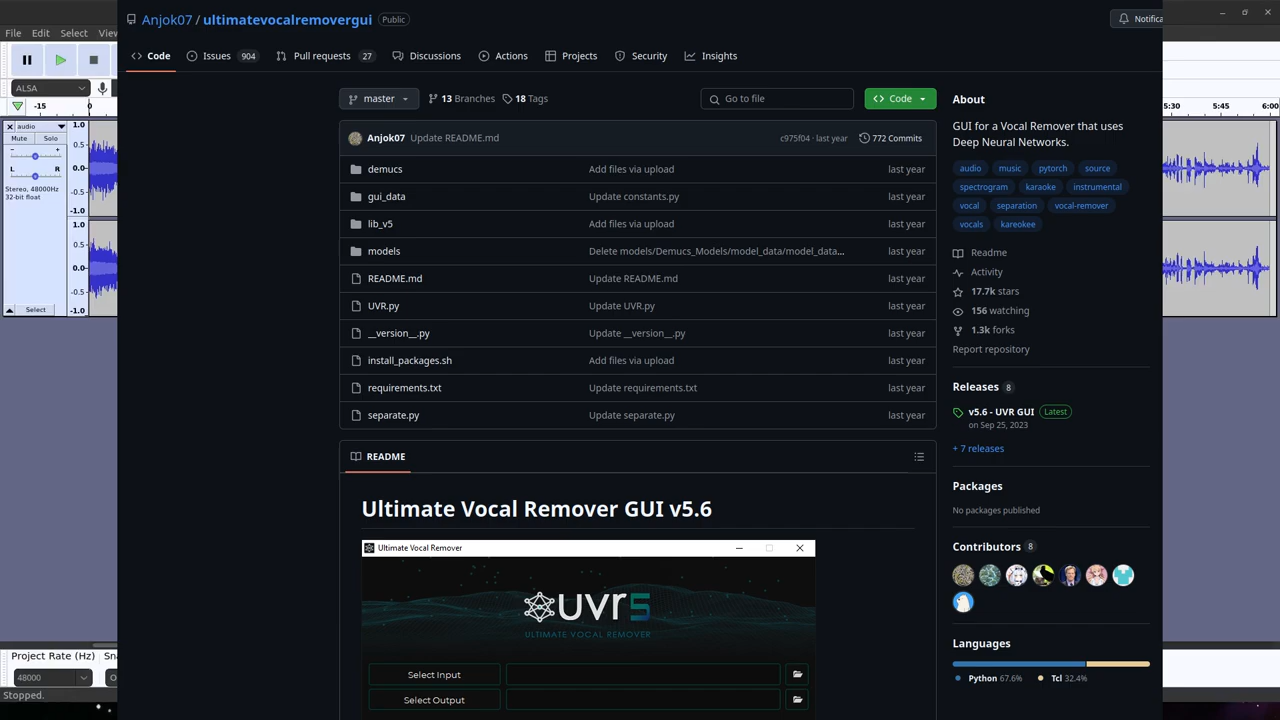 Anjok07 / ultimatevocalremovergui Public
Notifica
File Edit Select View
Code Issues 904 Pull requests 27 Discussions Actions Projects Security Insights
ALSA
master 13 Branches 18 Tags Go to file Code
-15 0
5:30 5:45 6:00
audio
Mute Solo
- +
L R
Stereo, 48000Hz
32-bit float
Select
1.0
0.5
0.0
-0.5
-1.0
1.0
0.5
0.0
-0.5
-1.0
Anjok07 Update README.md c975f04 · last year 772 Commits
demucs Add files via upload last year
gui_data Update constants.py last year
lib_v5 Add files via upload last year
models Delete models/Demucs_Models/model_data/model_data... last year
README.md Update README.md last year
UVR.py Update UVR.py last year
__version__.py Update __version__.py last year
install_packages.sh Add files via upload last year
requirements.txt Update requirements.txt last year
separate.py Update separate.py last year
README
Ultimate Vocal Remover GUI v5.6
Ultimate Vocal Remover
uvr5
ULTIMATE VOCAL REMOVER
Select Input
Select Output
About
GUI for a Vocal Remover that uses
Deep Neural Networks.
audio music pytorch source
spectrogram karaoke instrumental
vocal separation vocal-remover
vocals kareokee
Readme
Activity
17.7k stars
156 watching
1.3k forks
Report repository
Releases 8
v5.6 - UVR GUI Latest
on Sep 25, 2023
+ 7 releases
Packages
No packages published
Contributors 8
Languages
Python 67.6% Tcl 32.4%
Project Rate (Hz) Sna
48000
Stopped.